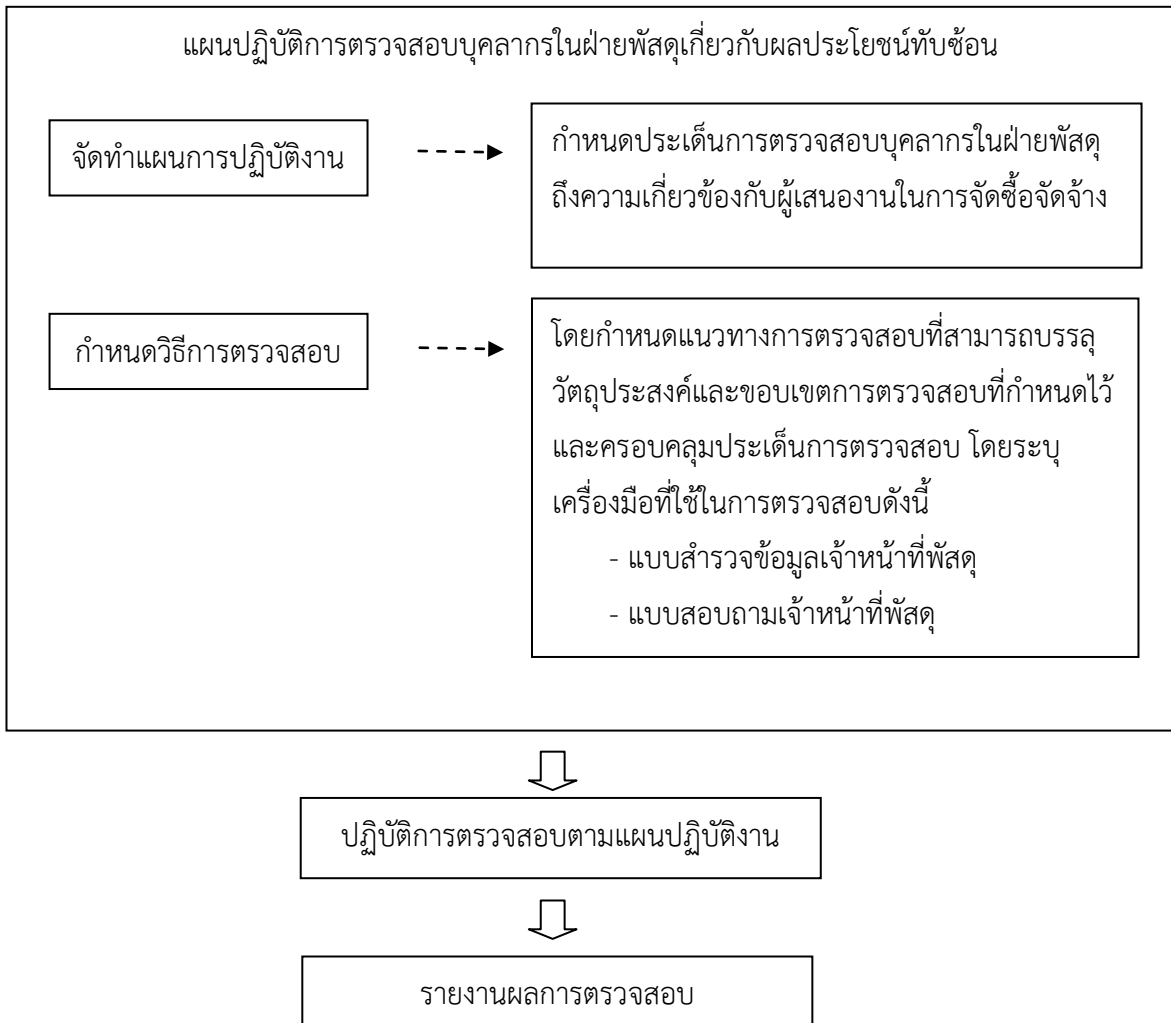 แผนปฏิบัติการตรวจสอบบุคลากรในฝ่ายพัสดุเกี่ยวกับผลประโยชน์ทับซ้อน
จัดทำแผนการปฏิบัติงาน
กำหนดประเด็นการตรวจสอบบุคลากรในฝ่ายพัสดุ
ถึงความเกี่ยวข้องกับผู้เสนองานในการจัดซื้อจัดจ้าง
กำหนดวิธีการตรวจสอบ
โดยกำหนดแนวทางการตรวจสอบที่สามารถบรรลุ
วัตถุประสงค์และขอบเขตการตรวจสอบที่กำหนดไว้
และครอบคลุมประเด็นการตรวจสอบ โดยระบุ
เครื่องมือที่ใช้ในการตรวจสอบดังนี้
- แบบสำรวจข้อมูลเจ้าหน้าที่พัสดุ
- แบบสอบถามเจ้าหน้าที่พัสดุ
ปฏิบัติการตรวจสอบตามแผนปฏิบัติงาน
รายงานผลการตรวจสอบ